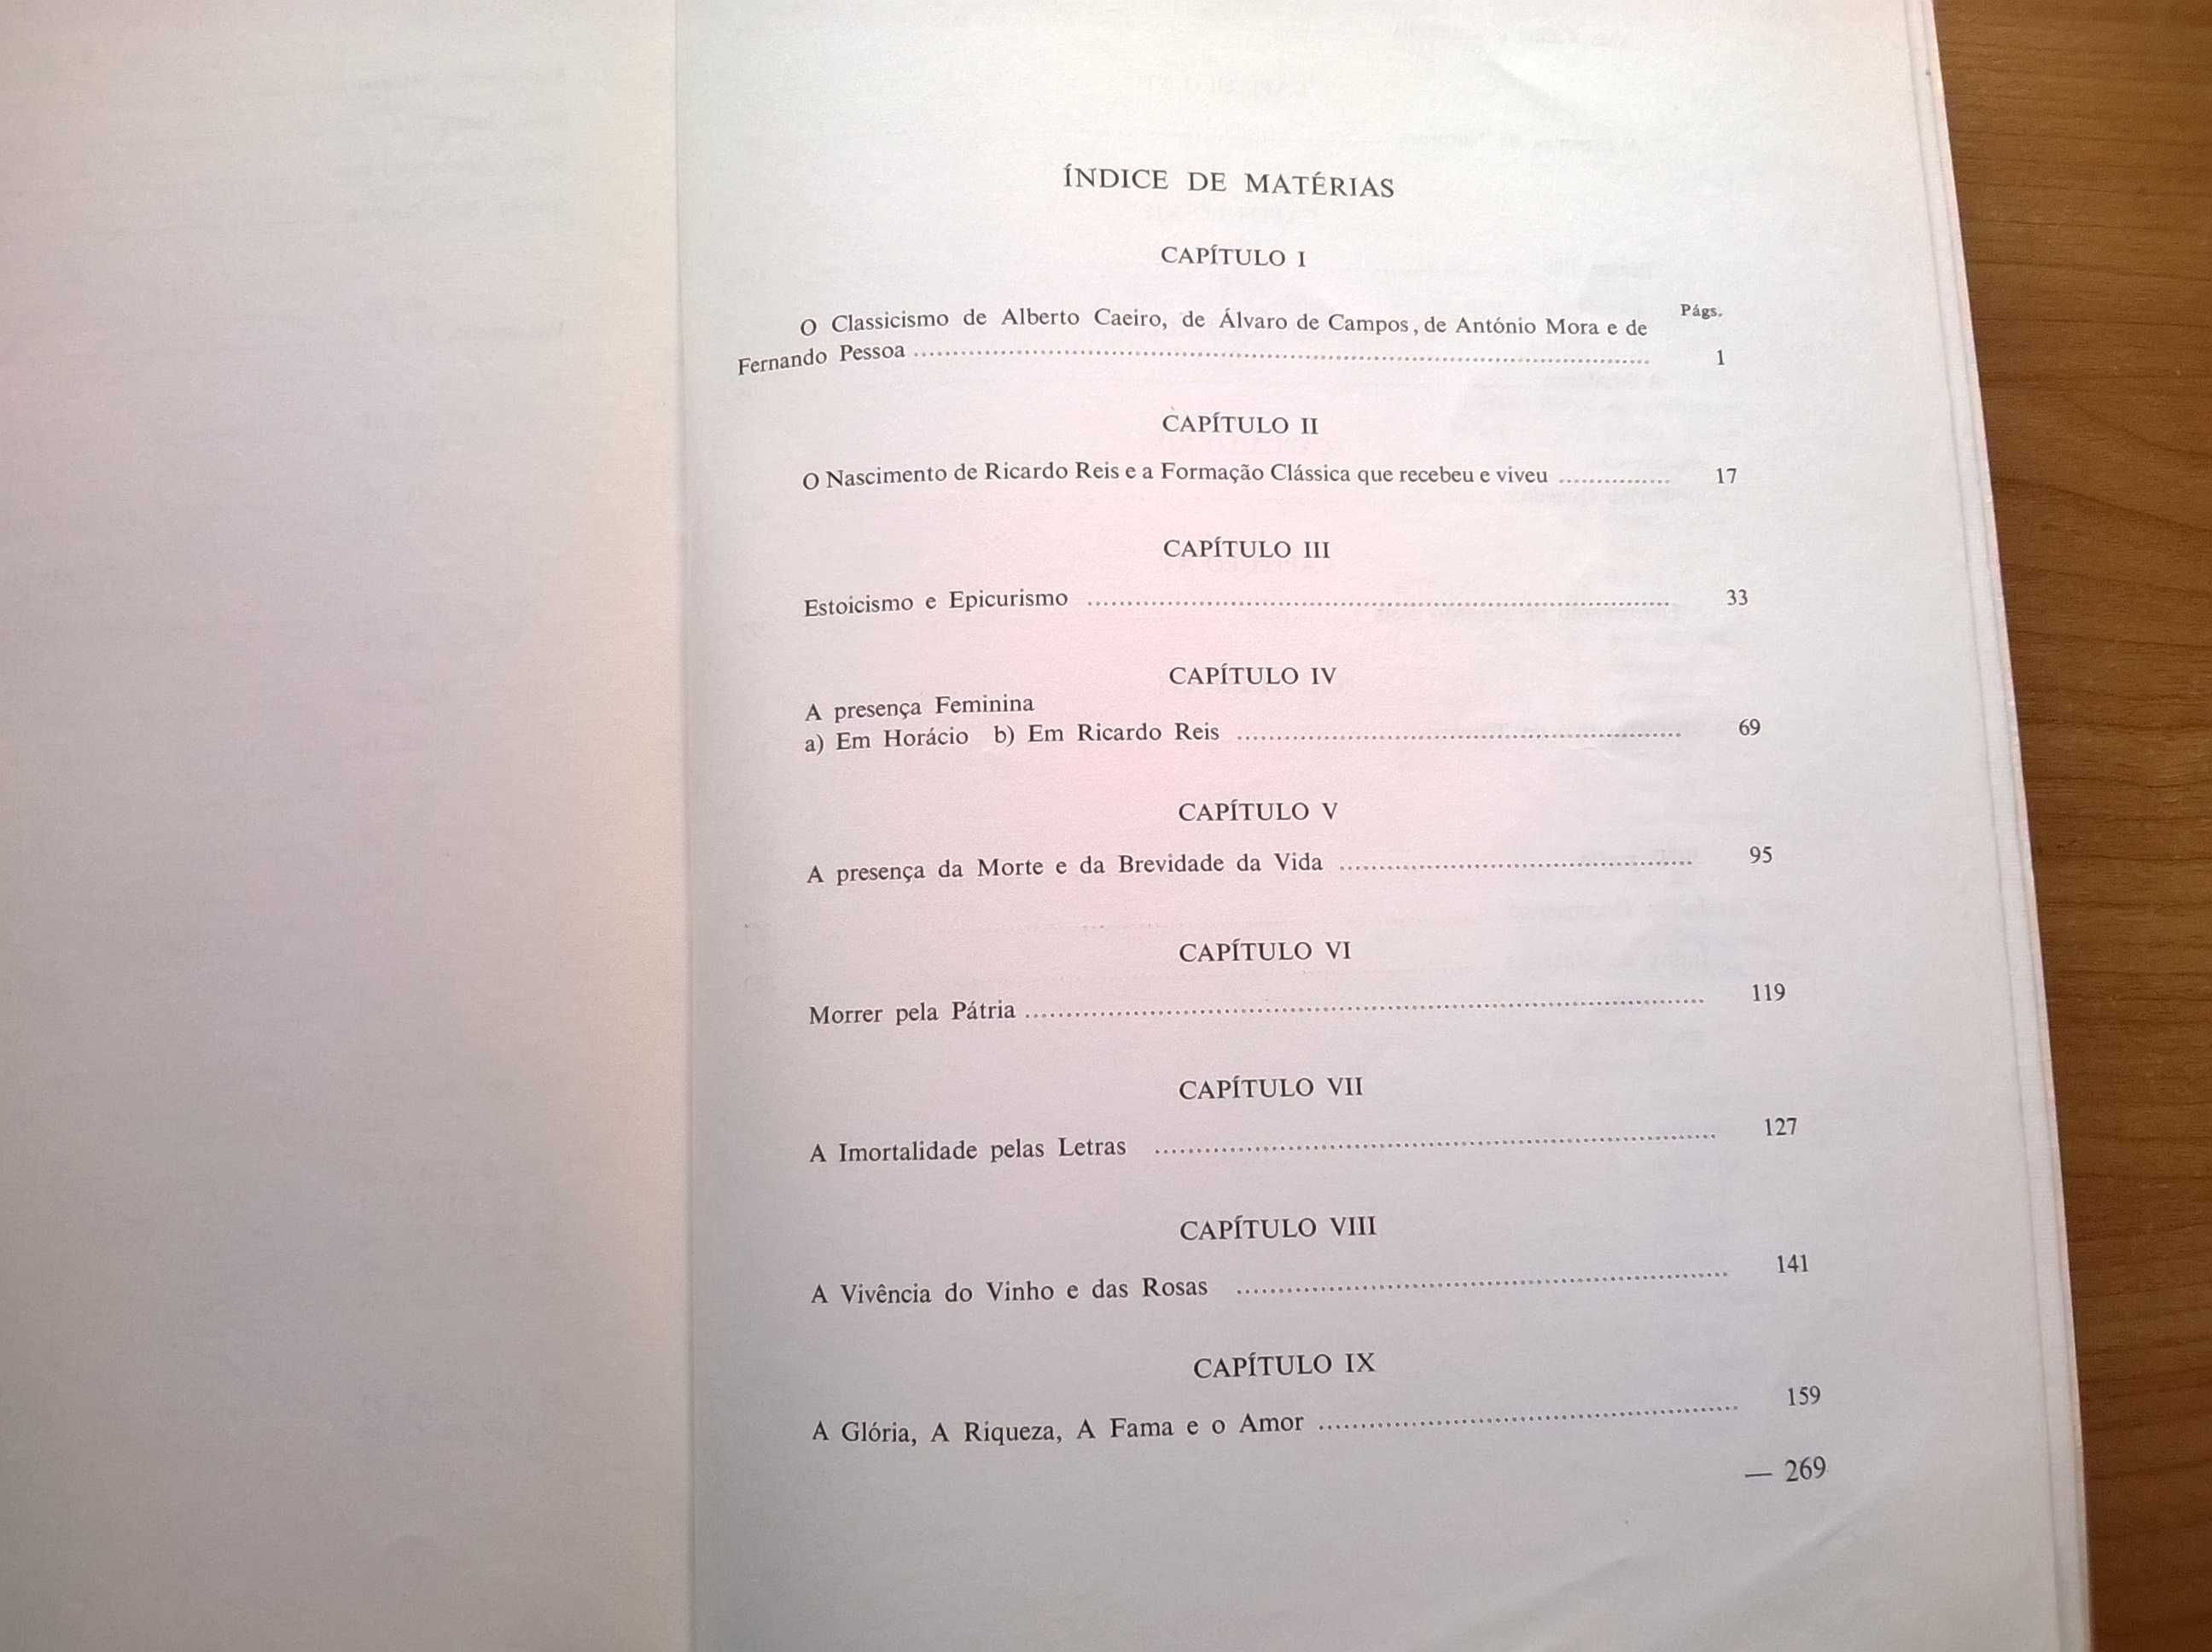 ÍNDICE DE MATÉRIAS
CAPÍTULO I
Págs.
O Classicismo de Alberto Caeiro, de Álvaro de Campos, de António Mora e de
Fernando Pessoa ........................................ 1
CAPÍTULO II
O Nascimento de Ricardo Reis e a Formação Clássica que recebeu e viveu ............... 17
CAPÍTULO III
Estoicismo e Epicurismo ........................................ 33
CAPÍTULO IV
A presença Feminina
a) Em Horácio b) Em Ricardo Reis ........................................ 69
CAPÍTULO V
A presença da Morte e da Brevidade da Vida ........................................ 95
CAPÍTULO VI
Morrer pela Pátria ........................................ 119
CAPÍTULO VII
A Imortalidade pelas Letras ........................................ 127
CAPÍTULO VIII
A Vivência do Vinho e das Rosas ........................................ 141
CAPÍTULO IX
A Glória, A Riqueza, A Fama e o Amor ........................................ 159
— 269